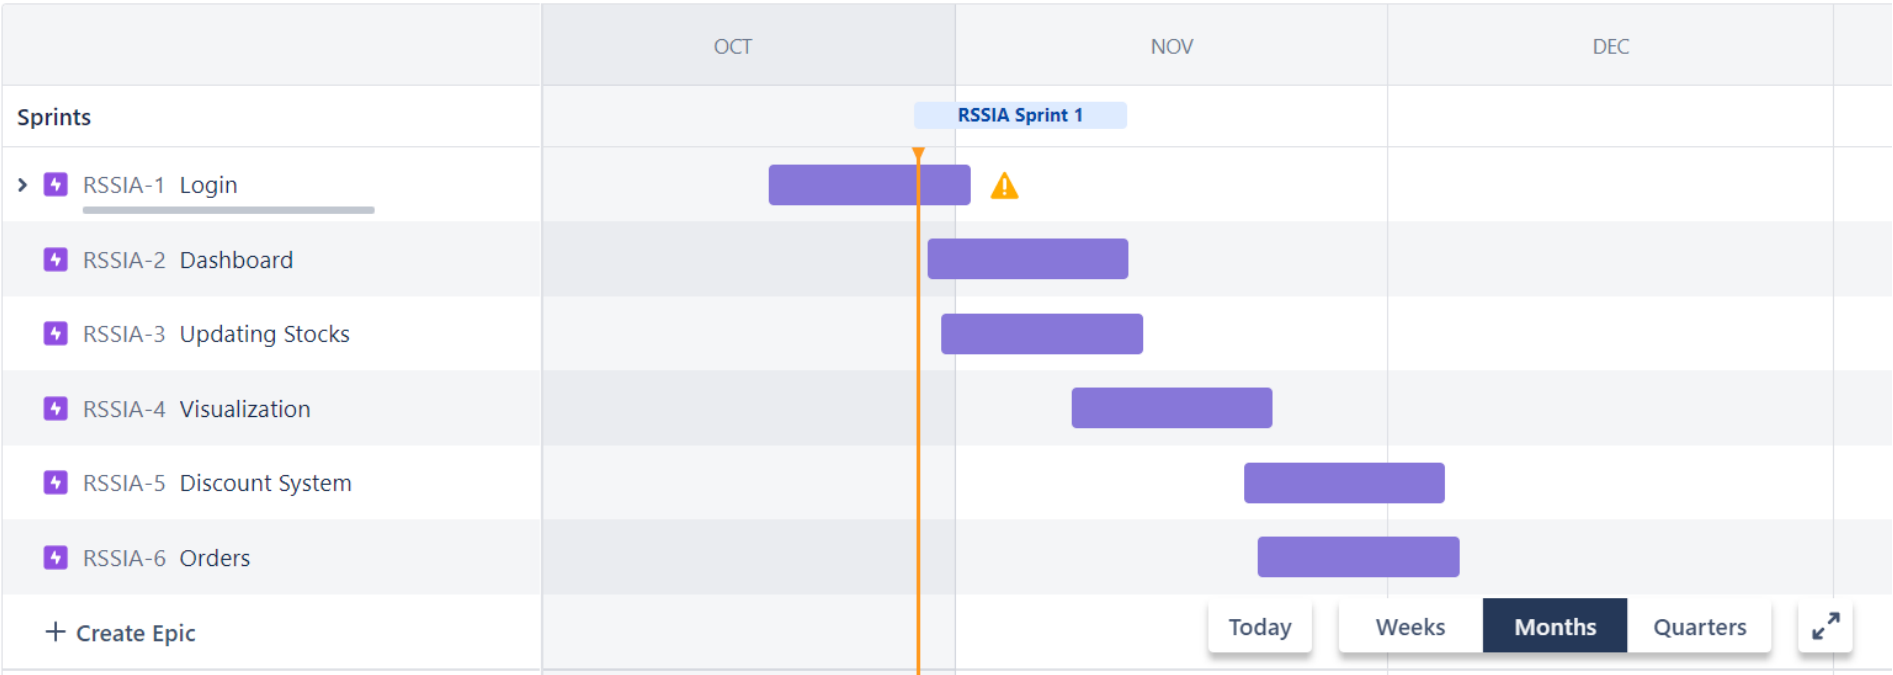 OCT NOV DEC
Sprints
RSSIA Sprint 1
RSSIA-1 Login
RSSIA-2 Dashboard
RSSIA-3 Updating Stocks
RSSIA-4 Visualization
RSSIA-5 Discount System
RSSIA-6 Orders
+ Create Epic
Today Weeks Months Quarters